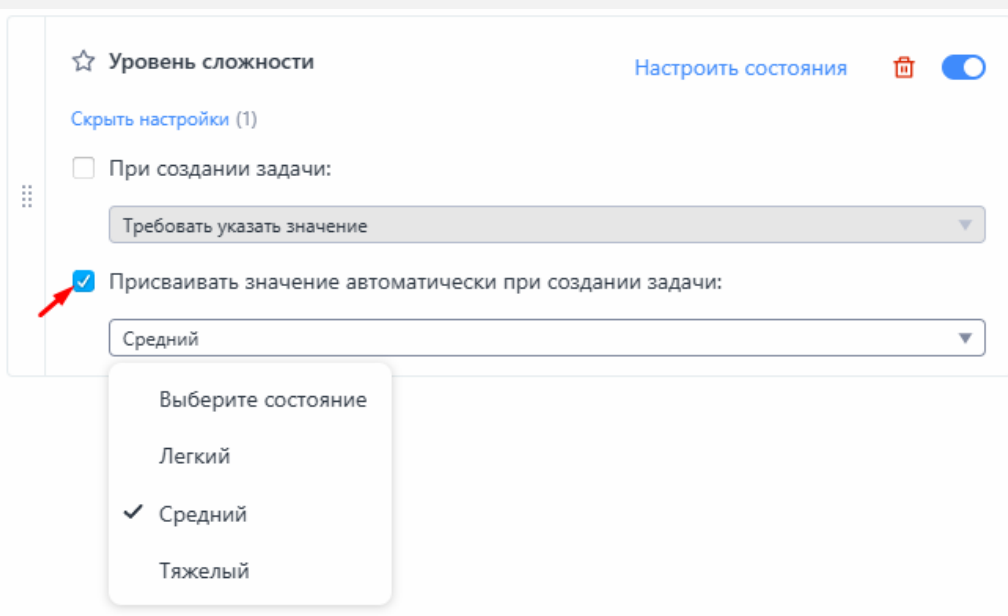 Уровень сложности
Настроить состояния
Скрыть настройки (1)
При создании задачи:
Требовать указать значение
Присваивать значение автоматически при создании задачи:
Средний
Выберите состояние
Легкий
Средний
Тяжелый